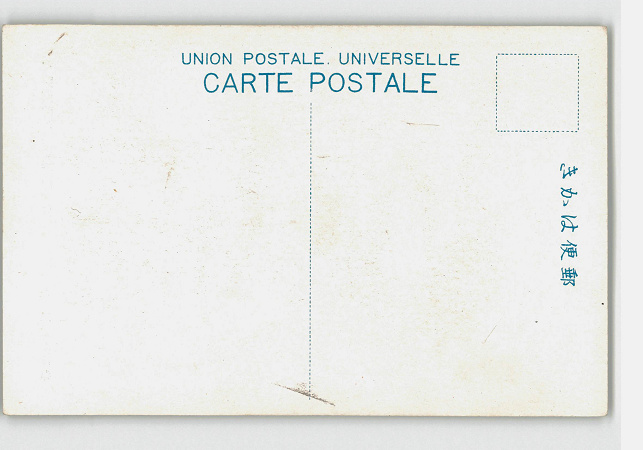 UNION POSTALE UNIVERSELLE
CARTE POSTALE
郵便はかき